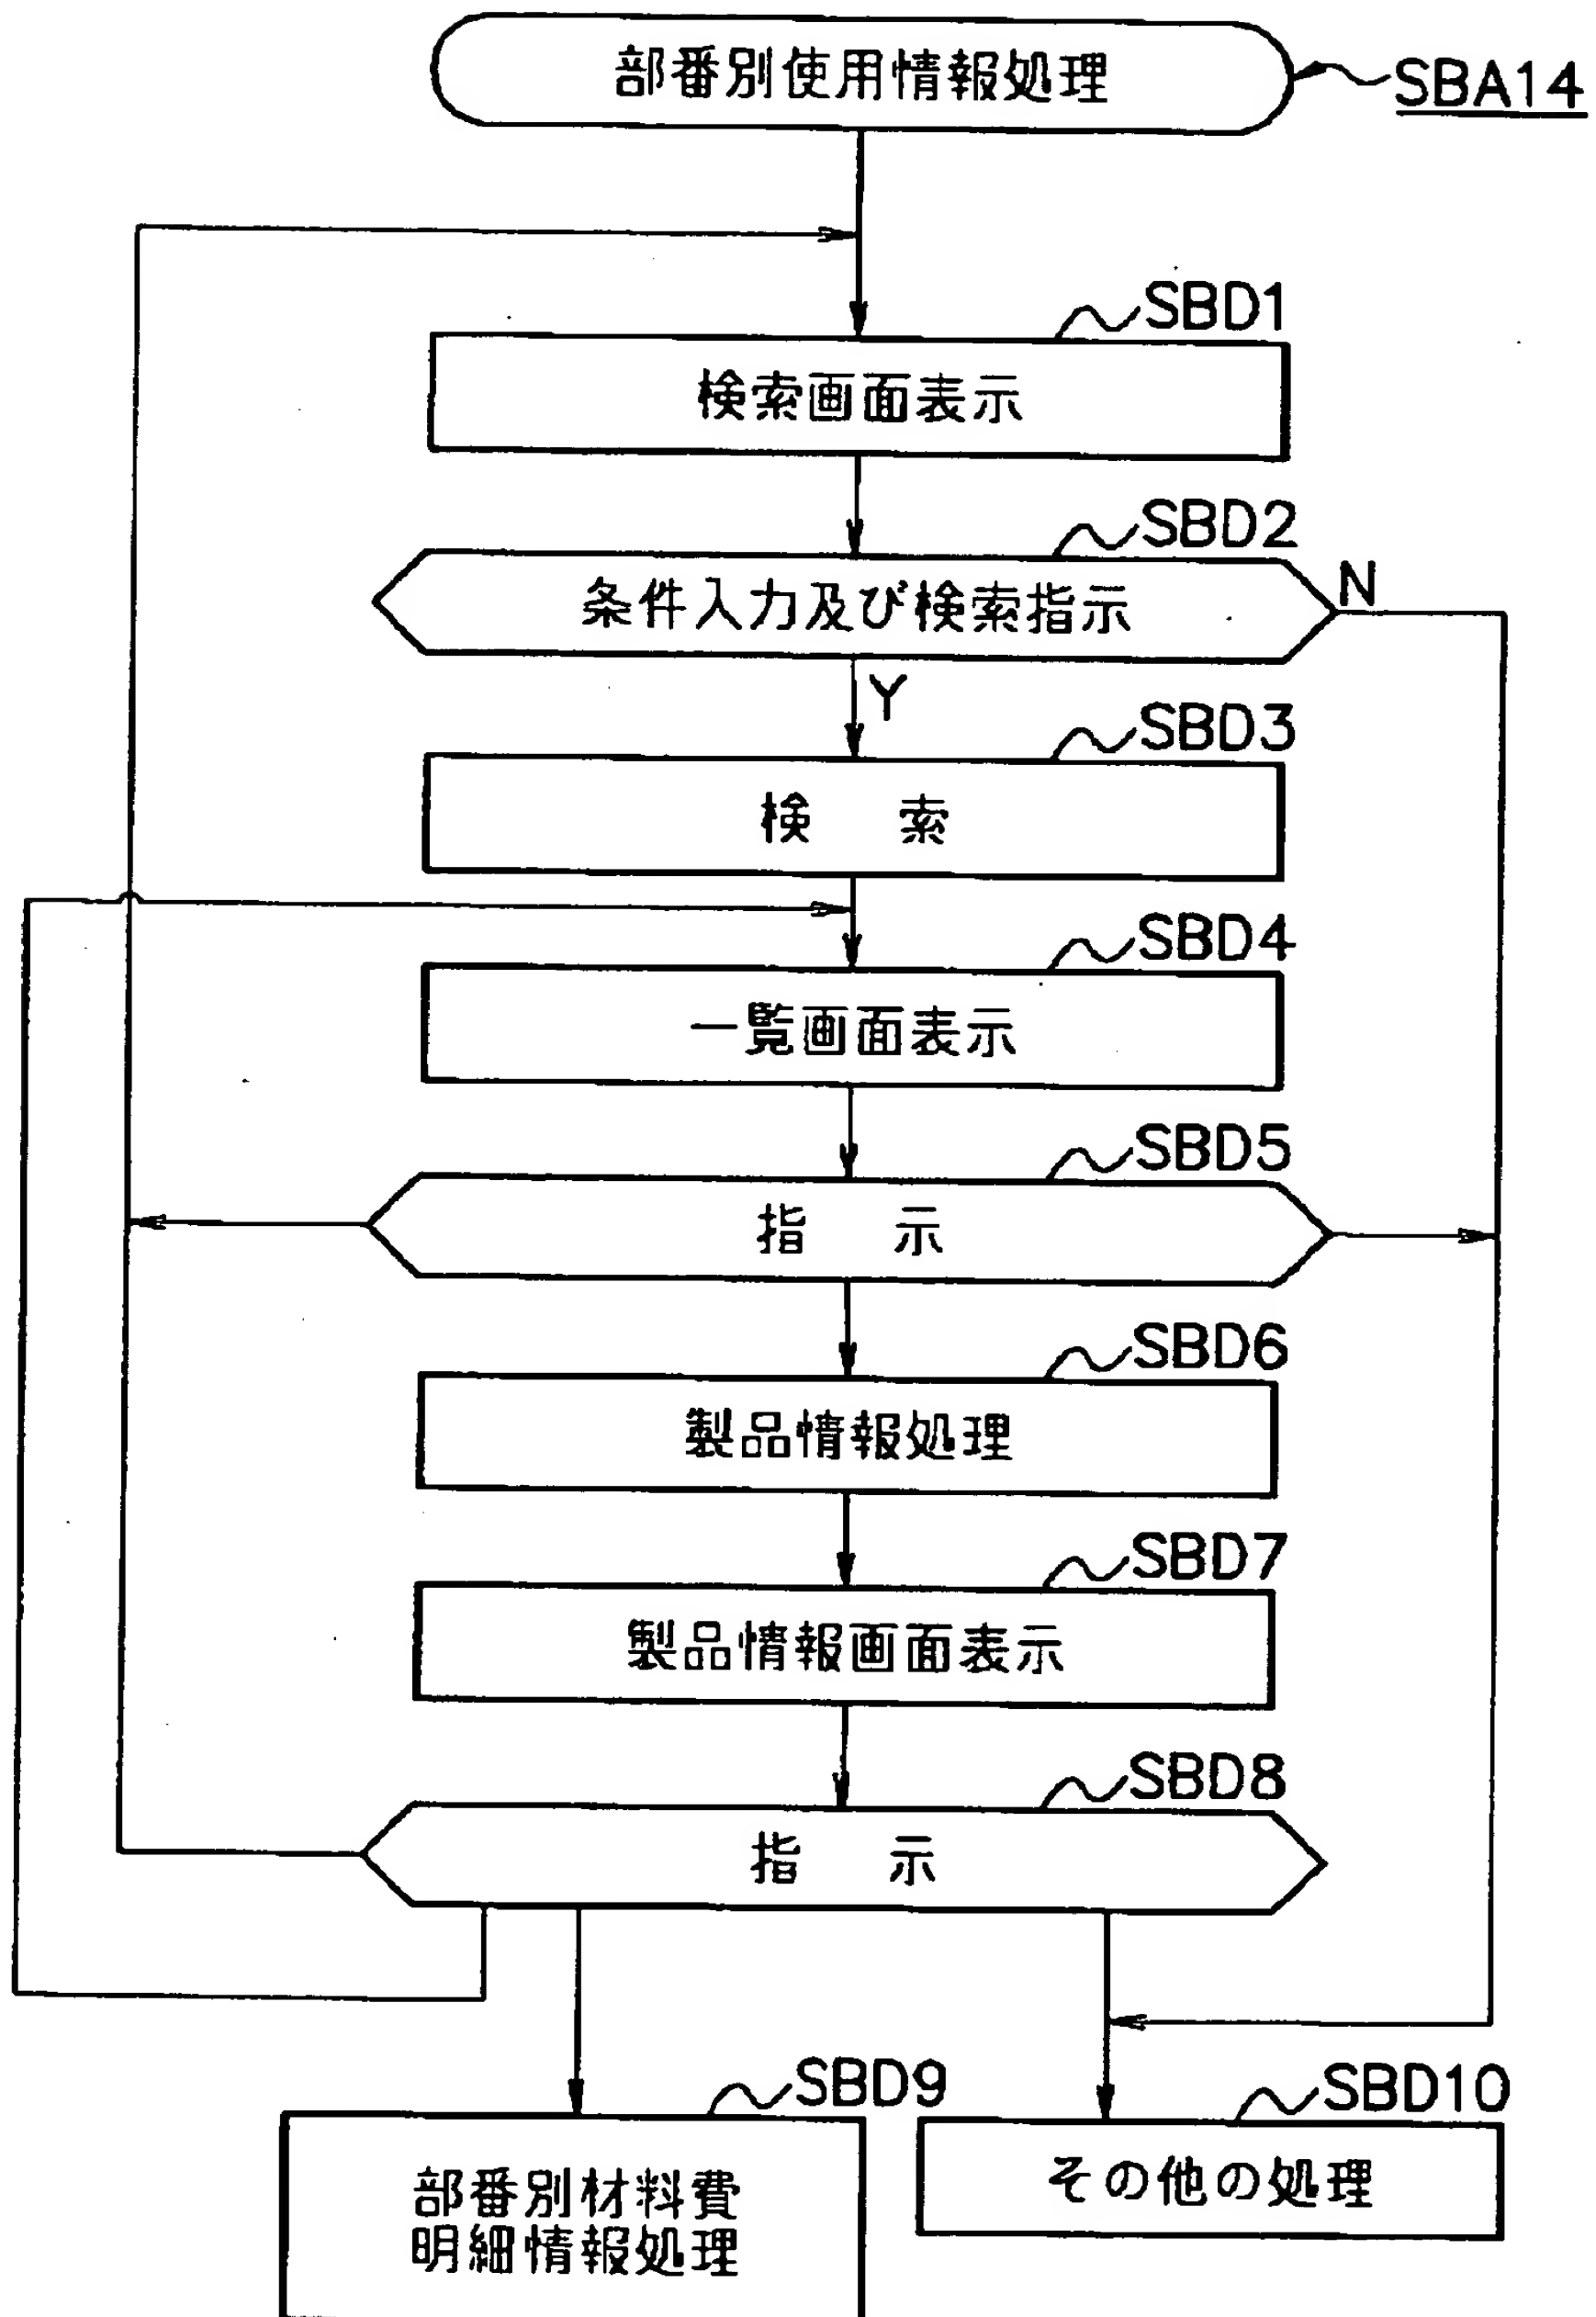 部番別使用情報処理
SBA14
SBD1
検索画面表示
SBD2
条件入力及び検索指示
N
Y
SBD3
検 索
SBD4
一覧画面表示
SBD5
指 示
SBD6
製品情報処理
SBD7
製品情報画面表示
SBD8
指 示
SBD9
部番別材料費
明細情報処理
SBD10
その他の処理